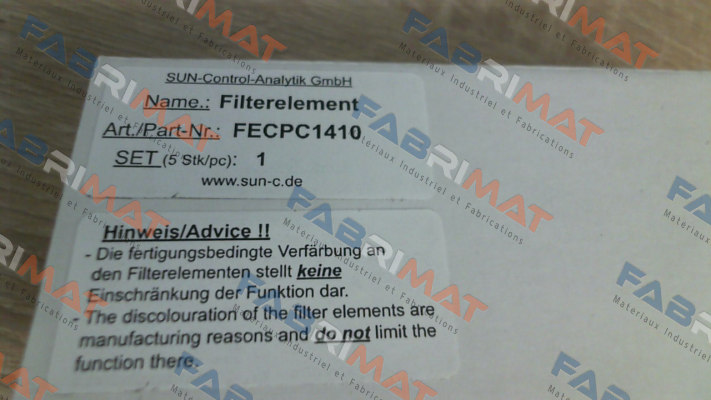 SUN-Control-Analytik GmbH
Name.: Filterelement
Art./Part-Nr.: FECPC1410
SET (5 Stk/pc): 1
www.sun-c.de
Hinweis/Advice !!
- Die fertigungsbedingte Verfärbung an
den Filterelementen stellt keine
Einschränkung der Funktion dar.
- The discolouration of the filter elements are
manufacturing reasons and do not limit the
function there.
FABRIMAT
Materiaux Industriel et Fabrications